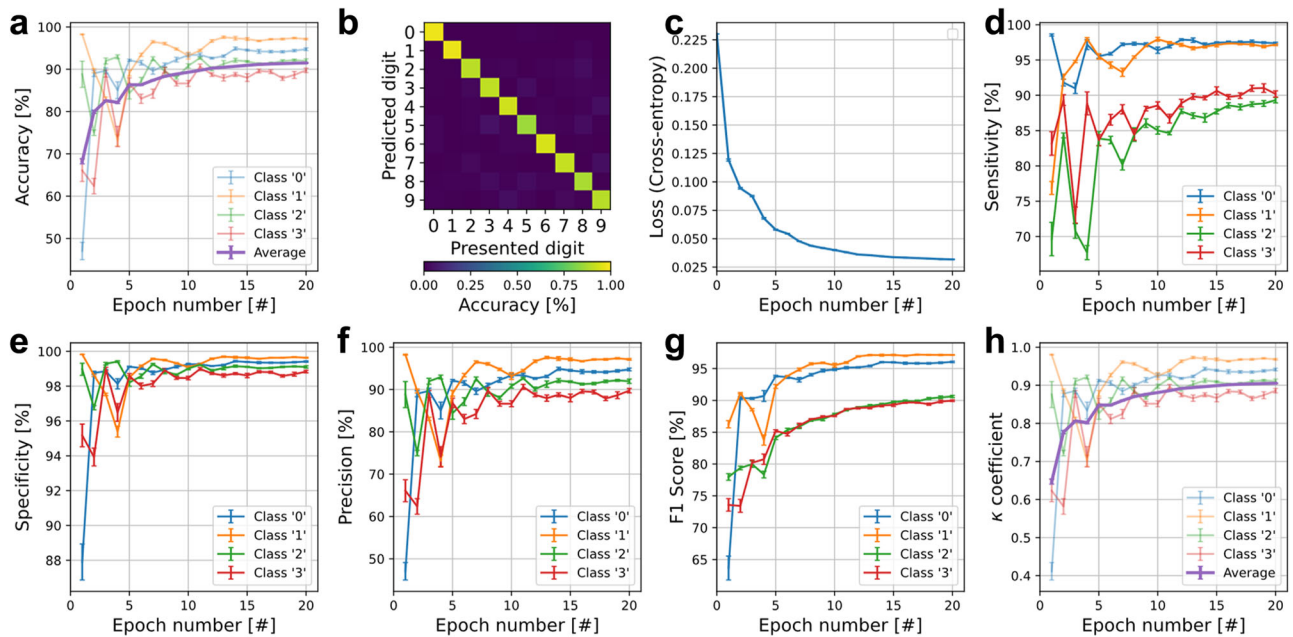 a
Accuracy [%]
100
90
80
70
60
50
Class '0'
Class '1'
Class '2'
Class '3'
Average
0 5 10 15 20
Epoch number [#]
b
Predicted digit
0
1
2
3
4
5
6
7
8
9
0 1 2 3 4 5 6 7 8 9
Presented digit
0.00 0.25 0.50 0.75 1.00
Accuracy [%]
c
Loss (Cross-entropy)
0.225
0.200
0.175
0.150
0.125
0.100
0.075
0.050
0.025
0 5 10 15 20
Epoch number [#]
d
Sensitivity [%]
100
95
90
85
80
75
70
Class '0'
Class '1'
Class '2'
Class '3'
0 5 10 15 20
Epoch number [#]
e
Specificity [%]
100
98
96
94
92
90
88
Class '0'
Class '1'
Class '2'
Class '3'
0 5 10 15 20
Epoch number [#]
f
Precision [%]
100
90
80
70
60
50
Class '0'
Class '1'
Class '2'
Class '3'
0 5 10 15 20
Epoch number [#]
g
F1 Score [%]
95
90
85
80
75
70
65
Class '0'
Class '1'
Class '2'
Class '3'
0 5 10 15 20
Epoch number [#]
h
κ coefficient
1.0
0.9
0.8
0.7
0.6
0.5
0.4
Class '0'
Class '1'
Class '2'
Class '3'
Average
0 5 10 15 20
Epoch number [#]